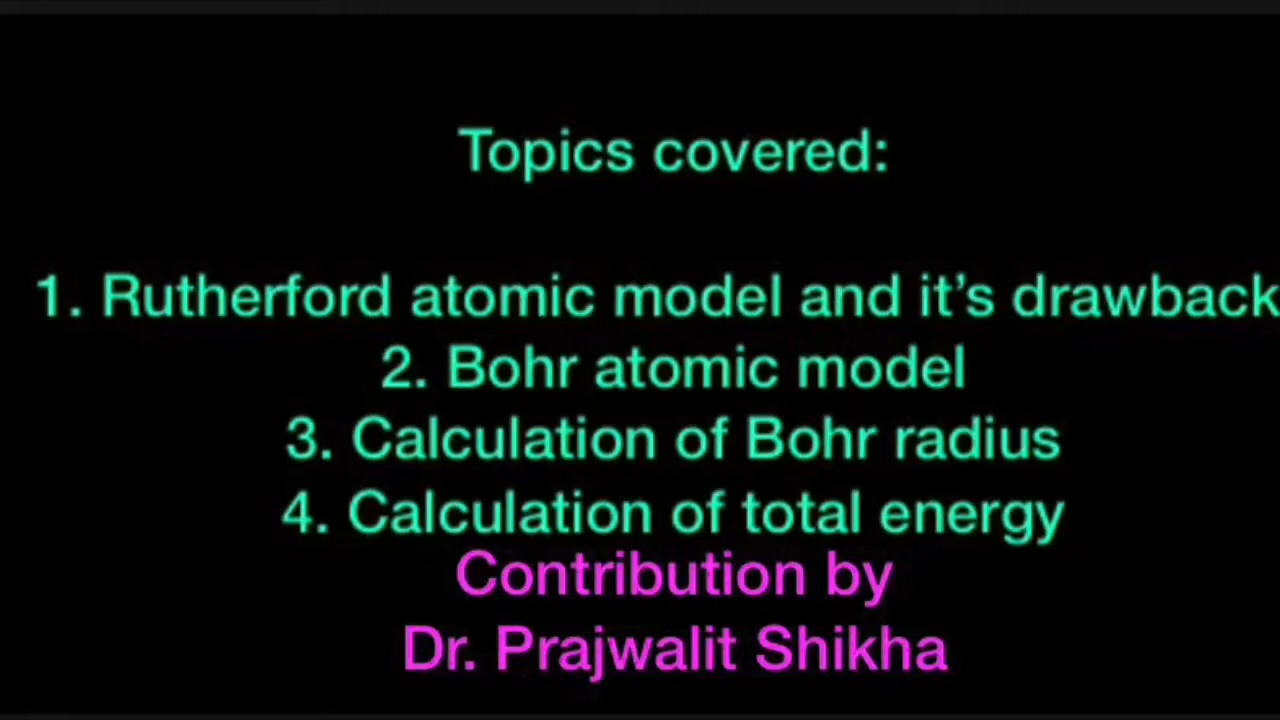 Topics covered:
1. Rutherford atomic model and it’s drawback
2. Bohr atomic model
3. Calculation of Bohr radius
4. Calculation of total energy
Contribution by
Dr. Prajwalit Shikha